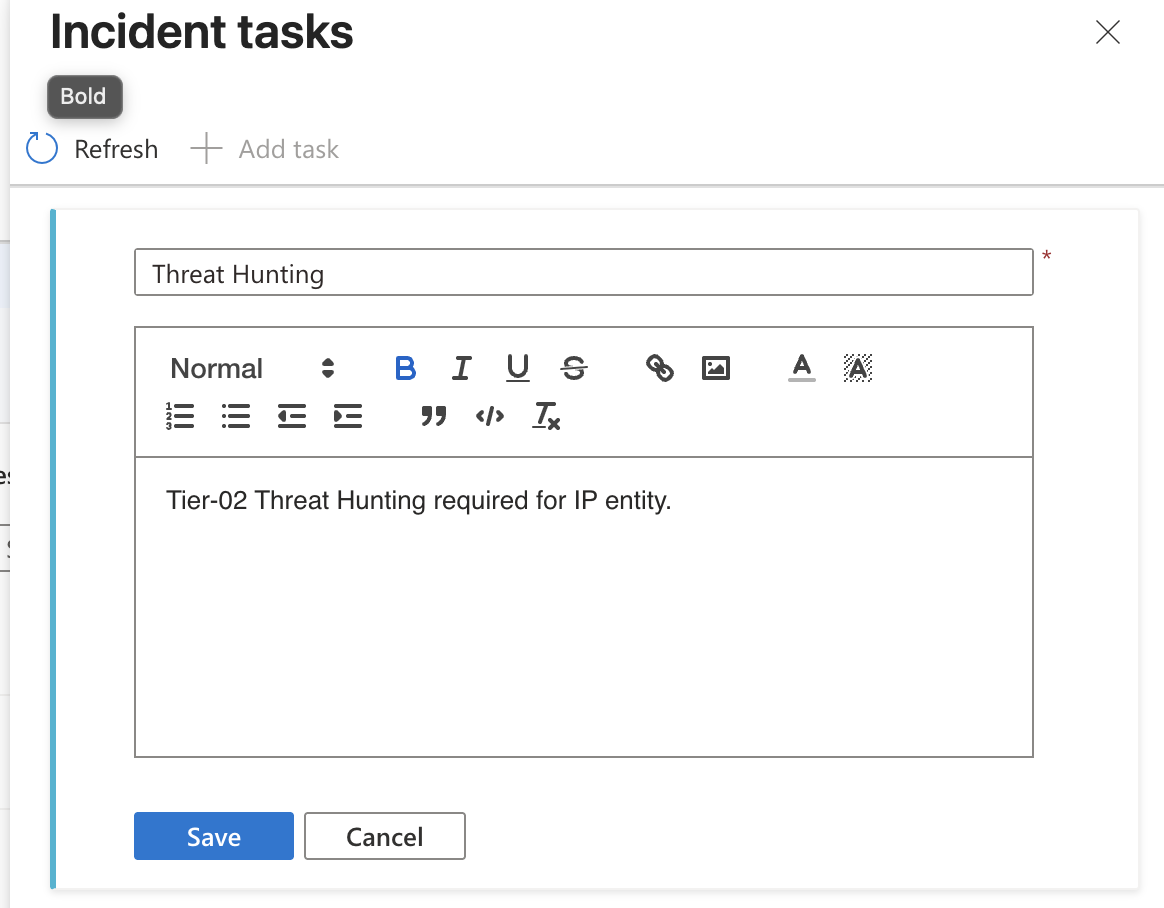 Incident tasks
Bold
Refresh Add task
Threat Hunting *
Normal B I U S A A
Tier-02 Threat Hunting required for IP entity.
Save Cancel